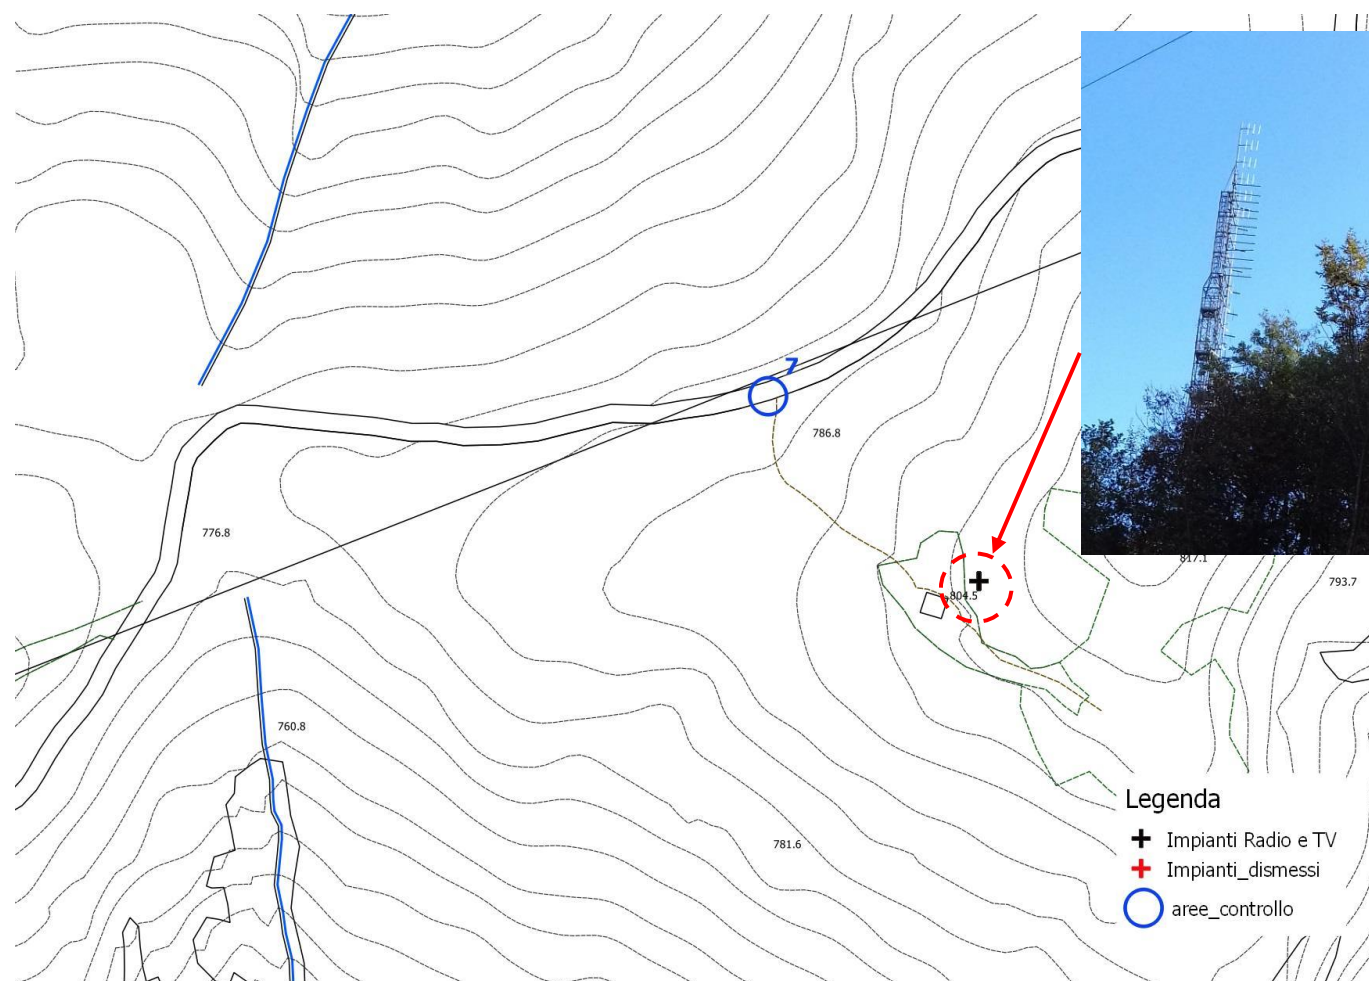 7
786.8
776.8
817.1
793.7
804.5
760.8
781.6
Legenda
Impianti Radio e TV
Impianti_dismessi
aree_controllo